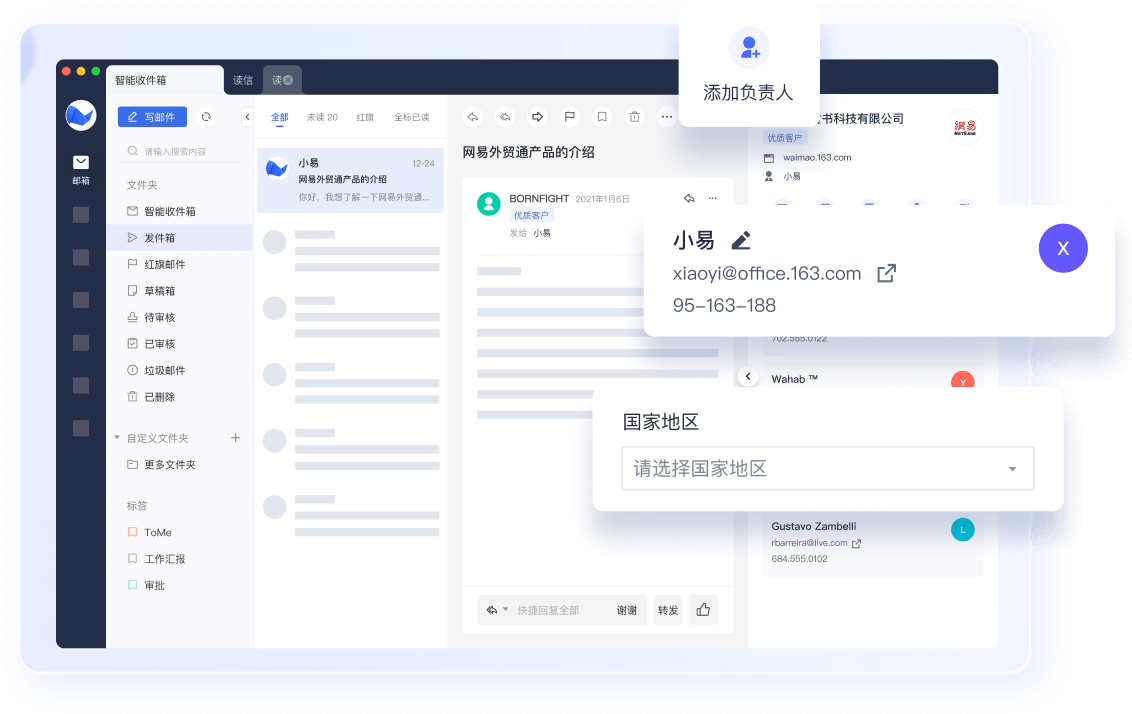 智能收件箱
读信
读
添加负责人
邮箱
写邮件
请输入搜索内容
文件夹
智能收件箱
发件箱
红旗邮件
草稿箱
待审核
已审核
垃圾邮件
已删除
自定义文件夹
更多文件夹
标签
ToMe
工作汇报
审批
全部 未读 20 红旗 全标已读
小易 12-24
网易外贸通产品的介绍
你好，我想了解一下网易外贸通...
网易外贸通产品的介绍
BORNFIGHT 2021年1月6日
优质客户
发给 小易
快捷回复全部 谢谢 转发
书科技有限公司
優质客户
網易
NETEASE
waimao.163.com
小易
小易
xiaoyi@office.163.com
95-163-188
X
702.555.0122
Wahab ™
Y
国家地区
请选择国家地区
Gustavo Zambelli
rbarreira@live.com
684.555.0102
L